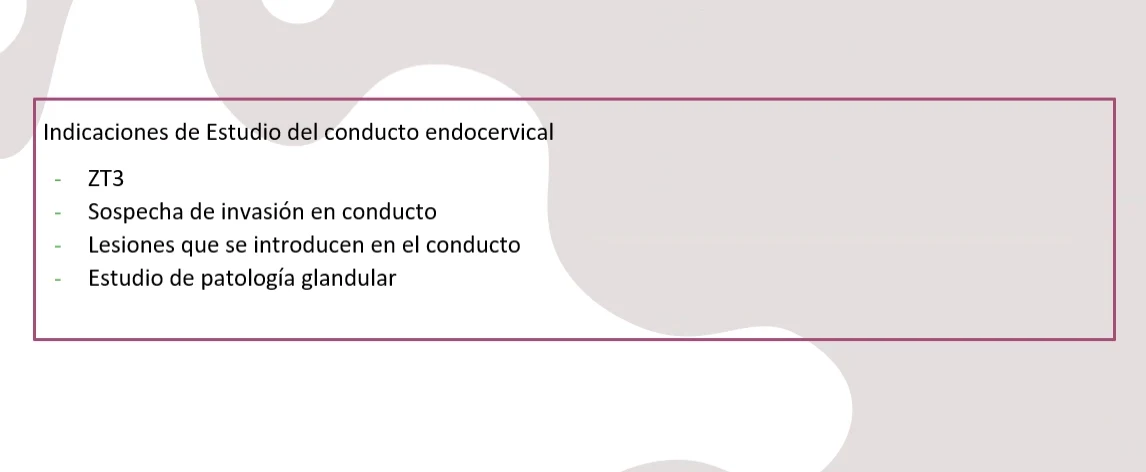 Indicaciones de Estudio del conducto endocervical
- ZT3
- Sospecha de invasión en conducto
- Lesiones que se introducen en el conducto
- Estudio de patología glandular